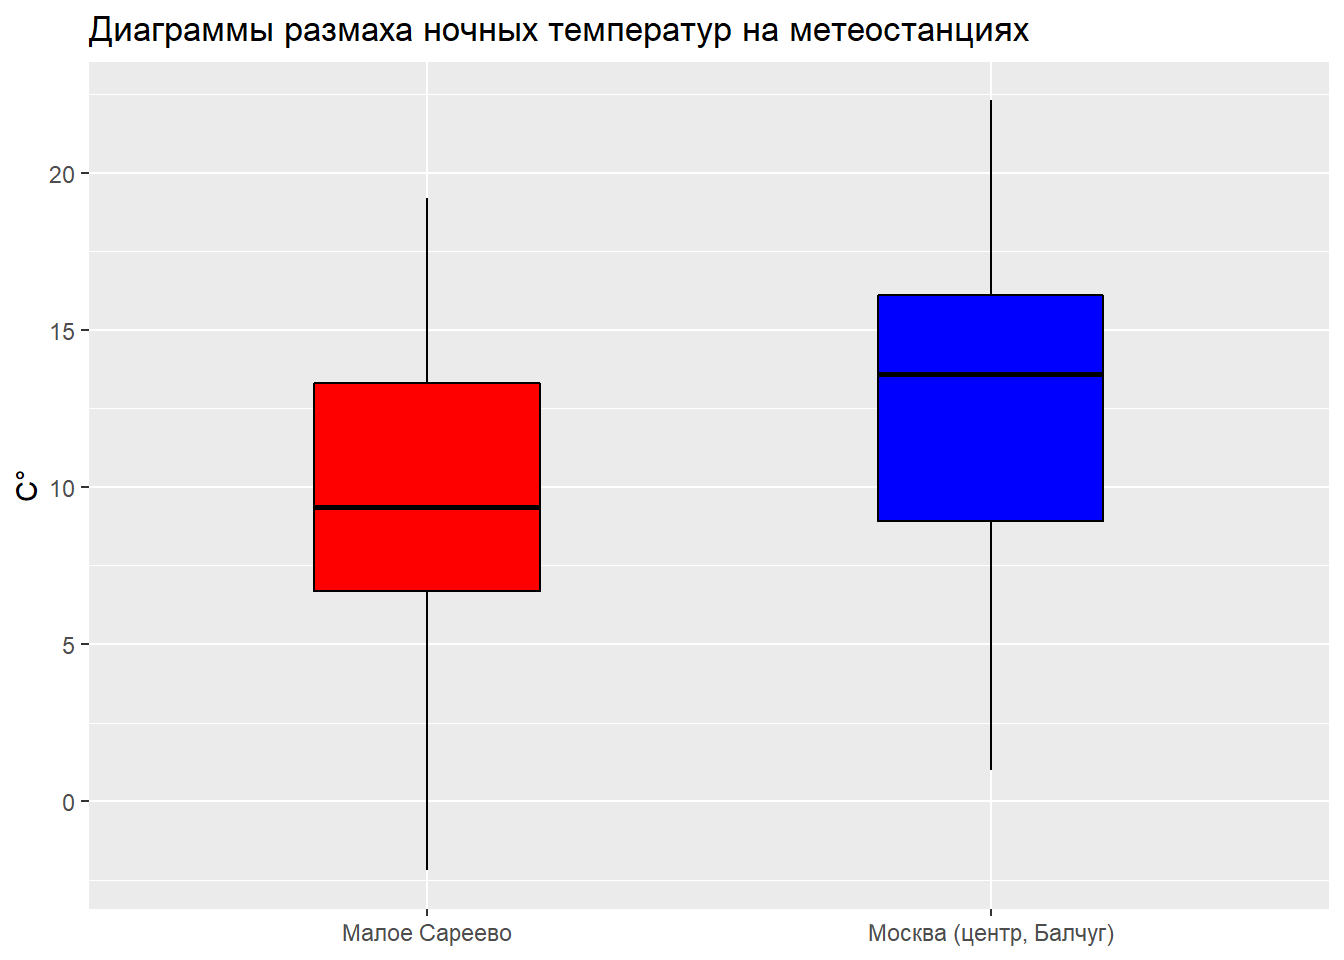 Диаграммы размаха ночных температур на метеостанциях
C°
20
15
10
5
0
Малое Сареево
Москва (центр, Балчуг)